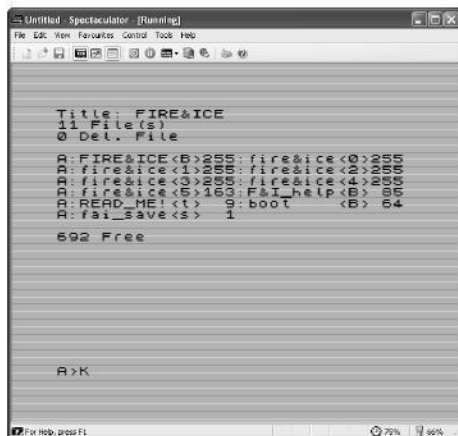 Untitled - Spectaculator - [Running]
File Edit View Favourites Control Tools Help
Title: FIRE&ICE
11 File(s)
0 Del. File
A:FIRE&ICE<B>255:fire&ice<0>255
A:fire&ice<1>255:fire&ice<2>255
A:fire&ice<3>255:fire&ice<4>255
A:fire&ice<5>163:F&I_help<B> 85
A:READ_ME!<t>  9:boot    <B> 64
A:fai_save<s>  1
692 Free
A>K
For Help, press F1 75% 66%